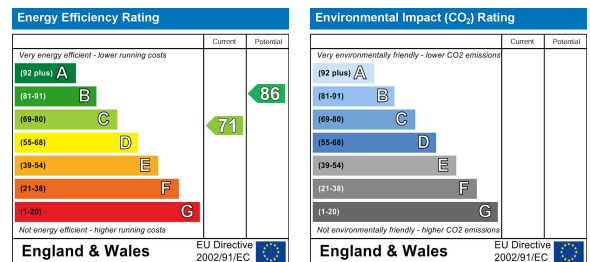 Energy Efficiency Rating
Current Potential
Very energy efficient - lower running costs
(92 plus) A
(81-91) B
86
(69-80) C
71
(55-68) D
(39-54) E
(21-38) F
(1-20) G
Not energy efficient - higher running costs
England & Wales
EU Directive
2002/91/EC
Environmental Impact (CO2) Rating
Current Potential
Very environmentally friendly - lower CO2 emissions
(92 plus) A
(81-91) B
(69-80) C
(55-68) D
(39-54) E
(21-38) F
(1-20) G
Not environmentally friendly - higher CO2 emissions
England & Wales
EU Directive
2002/91/EC